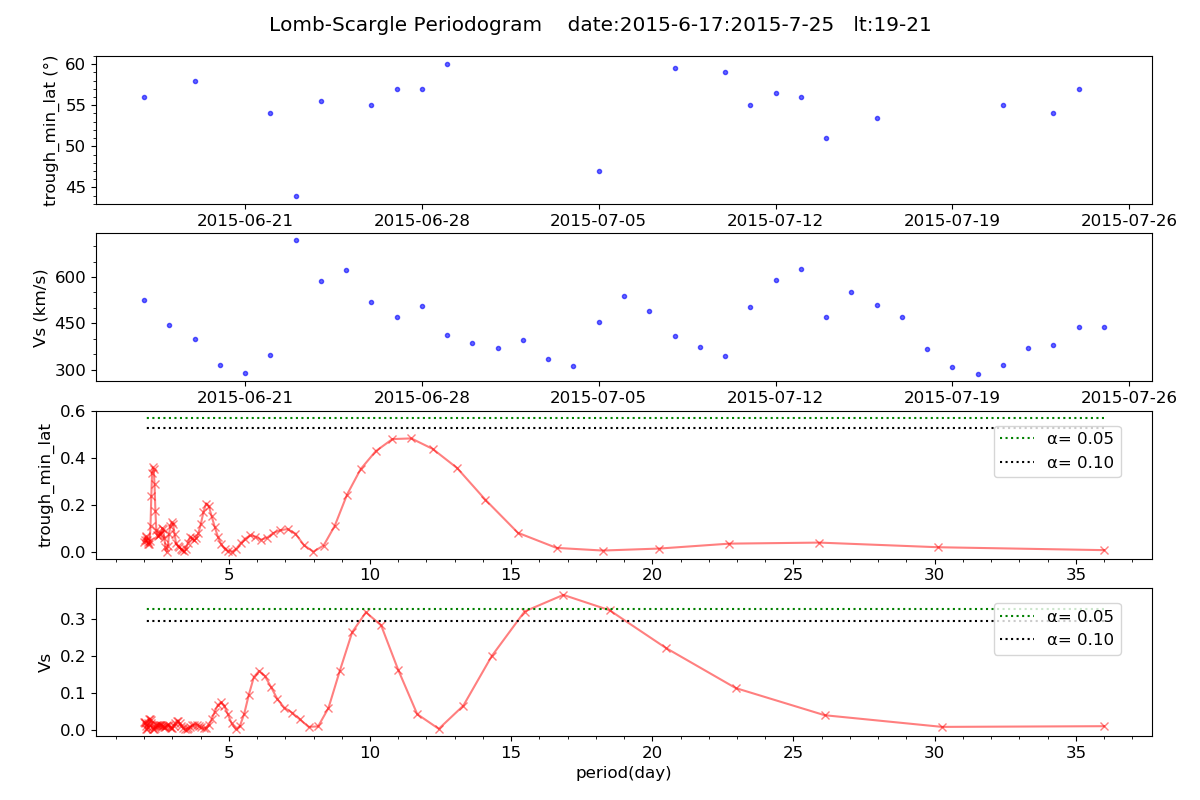 Lomb-Scargle Periodogram    date:2015-6-17:2015-7-25   lt:19-21
trough_min_lat (°)
60
55
50
45
2015-06-21 2015-06-28 2015-07-05 2015-07-12 2015-07-19 2015-07-26
Vs (km/s)
600
450
300
2015-06-21 2015-06-28 2015-07-05 2015-07-12 2015-07-19 2015-07-26
trough_min_lat
0.6
0.4
0.2
0.0
α= 0.05
α= 0.10
5 10 15 20 25 30 35
Vs
0.3
0.2
0.1
0.0
α= 0.05
α= 0.10
5 10 15 20 25 30 35
period(day)